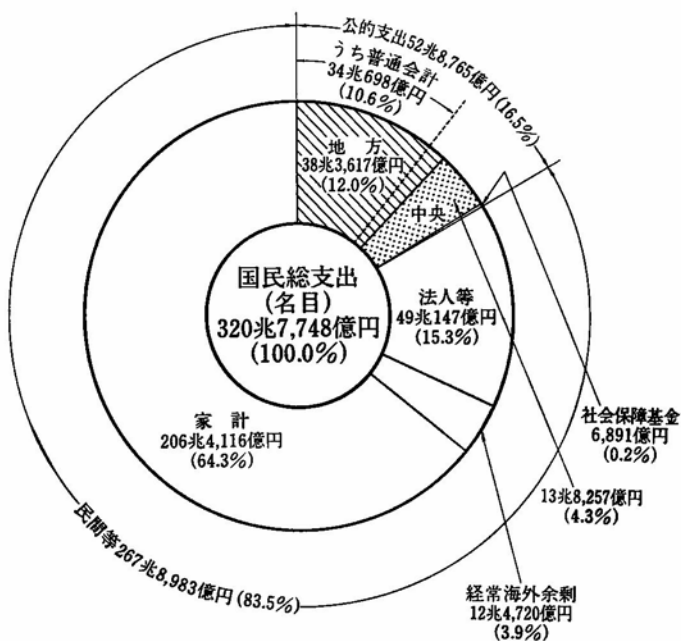 公的支出52兆8,765億円(16.5%)
うち普通会計
34兆698億円
(10.6%)
地 方
38兆3,617億円
(12.0%)
中央
国民総支出
(名目)
320兆7,748億円
(100.0%)
法人等
49兆147億円
(15.3%)
家 計
206兆4,116億円
(64.3%)
社会保障基金
6,891億円
(0.2%)
13兆8,257億円
(4.3%)
経常海外余剰
12兆4,720億円
(3.9%)
民間等267兆8,983億円(83.5%)